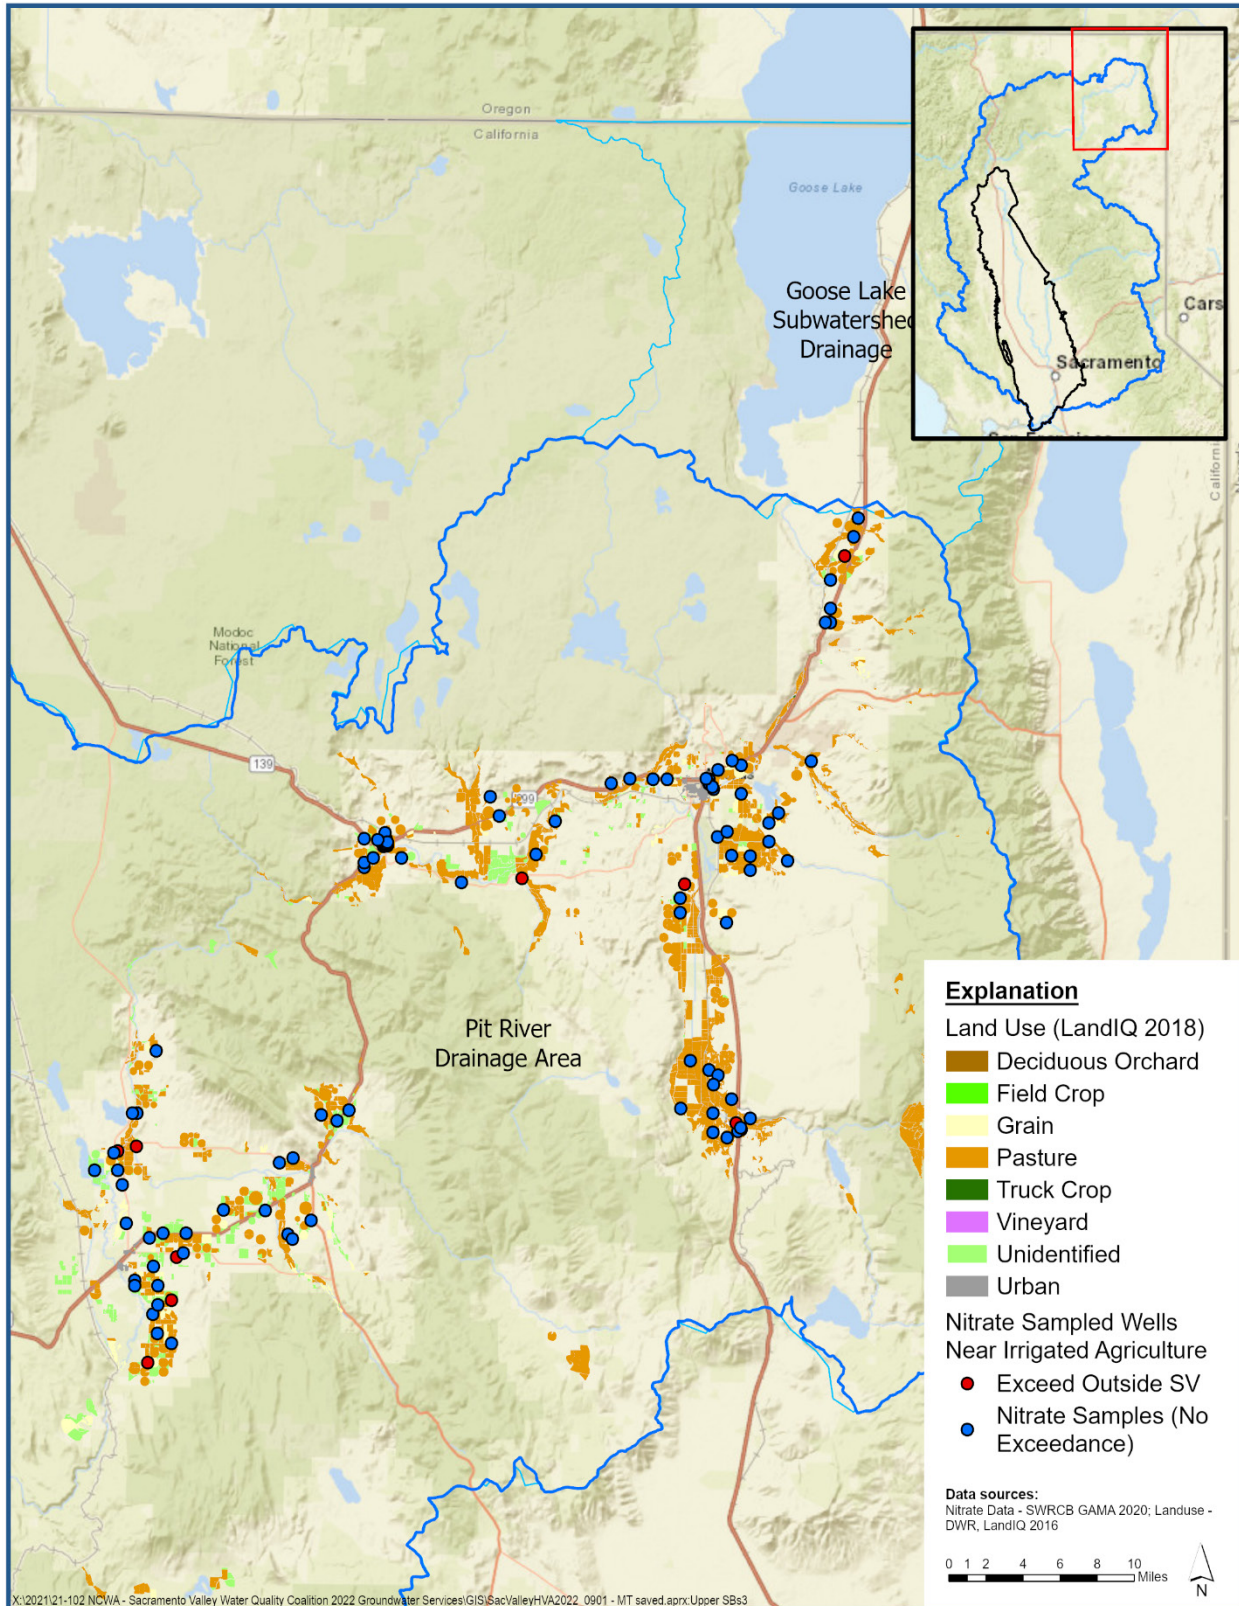 Oregon
California
Goose Lake
Goose Lake
Subwatershed
Drainage
Cars
Sacramento
San Francisco
California
Modoc
National
Forest
139
299
Pit River
Drainage Area
Explanation
Land Use (LandIQ 2018)
Deciduous Orchard
Field Crop
Grain
Pasture
Truck Crop
Vineyard
Unidentified
Urban
Nitrate Sampled Wells
Near Irrigated Agriculture
Exceed Outside SV
Nitrate Samples (No
Exceedance)
Data sources:
Nitrate Data - SWRCB GAMA 2020; Landuse -
DWR, LandIQ 2016
0 1 2 4 6 8 10
Miles
N
X:\2021\21-102 NCWA - Sacramento Valley Water Quality Coalition 2022 Groundwater Services\GIS\SacValleyHVA2022_0901 - MT saved.aprx:Upper SBs3